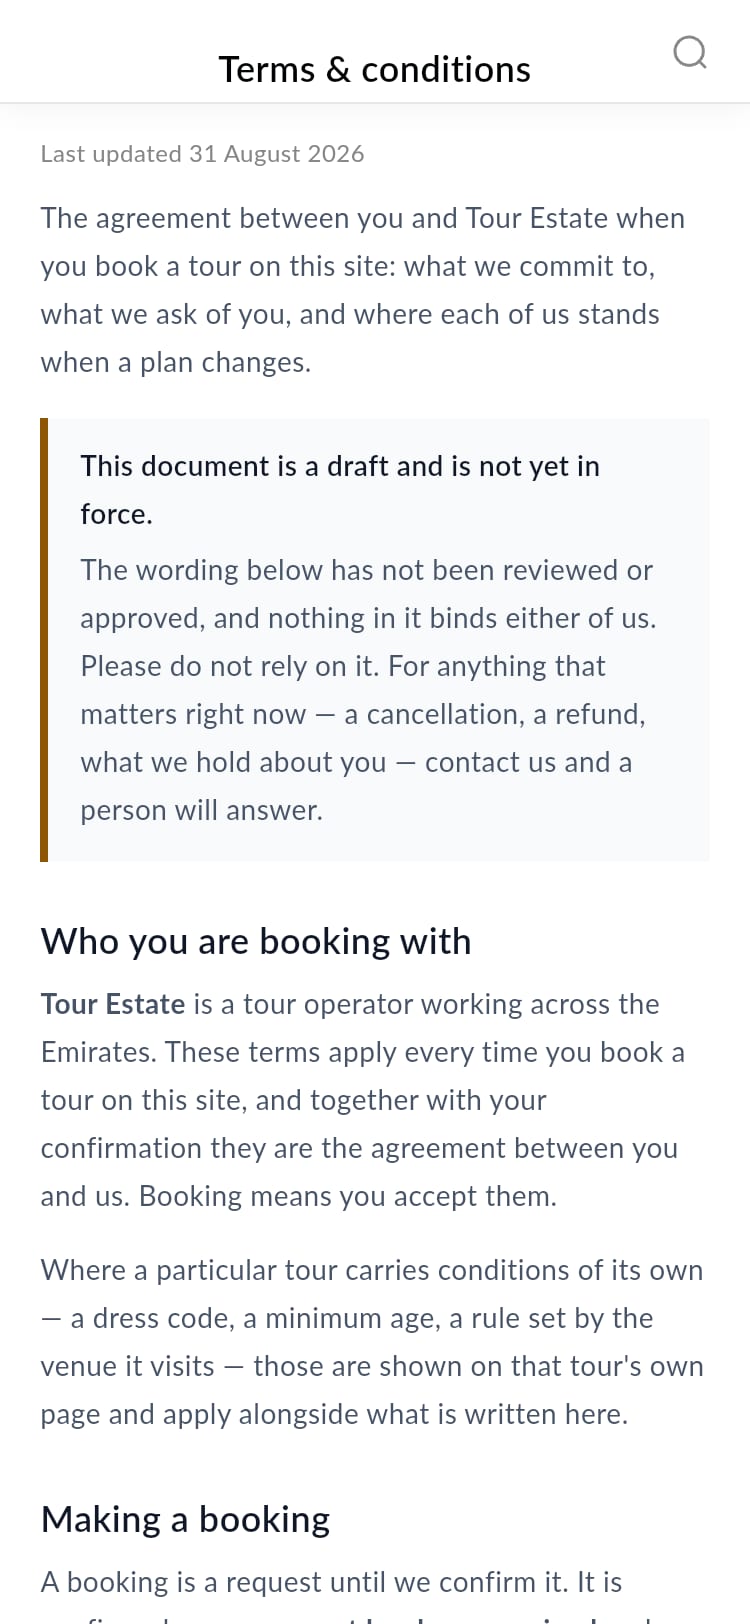 Terms & conditions
Last updated 31 August 2026
The agreement between you and Tour Estate when
you book a tour on this site: what we commit to,
what we ask of you, and where each of us stands
when a plan changes.
This document is a draft and is not yet in
force.
The wording below has not been reviewed or
approved, and nothing in it binds either of us.
Please do not rely on it. For anything that
matters right now — a cancellation, a refund,
what we hold about you — contact us and a
person will answer.
Who you are booking with
Tour Estate is a tour operator working across the
Emirates. These terms apply every time you book a
tour on this site, and together with your
confirmation they are the agreement between you
and us. Booking means you accept them.
Where a particular tour carries conditions of its own
— a dress code, a minimum age, a rule set by the
venue it visits — those are shown on that tour's own
page and apply alongside what is written here.
Making a booking
A booking is a request until we confirm it. It is